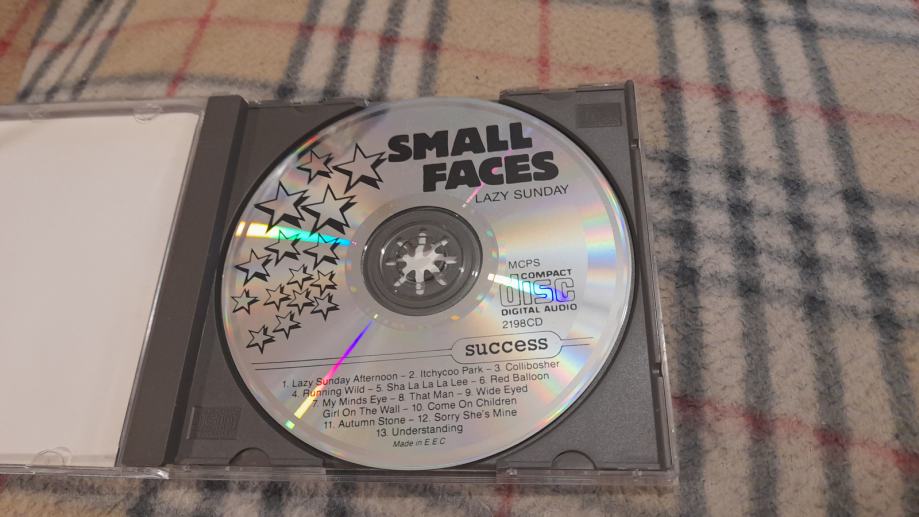 SMALL
FACES
LAZY SUNDAY
MCPS
COMPACT
disc
DIGITAL AUDIO
2198CD
success
1. Lazy Sunday Afternoon – 2. Itchycoo Park – 3. Collibosher
4. Running Wild – 5. Sha La La La Lee – 6. Red Balloon
7. My Minds Eye – 8. That Man – 9. Wide Eyed
Girl On The Wall – 10. Come On Children
11. Autumn Stone – 12. Sorry She's Mine
13. Understanding
Made in E.E.C